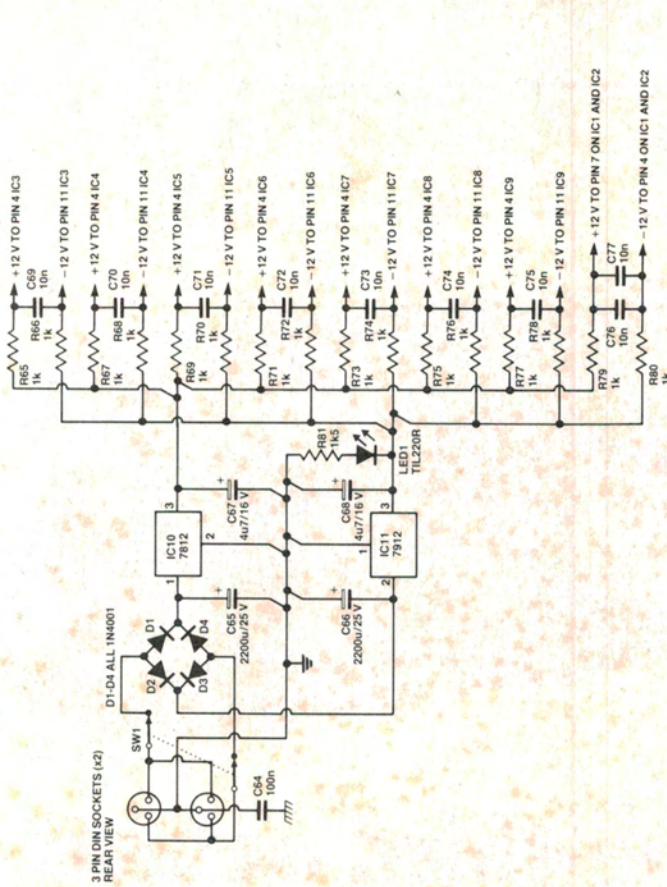 3 PIN DIN SOCKETS (x2)
REAR VIEW
SW1
C64
100n
D1-D4 ALL 1N4001
D1
D2
D3
D4
C65
2200u/25 V
C66
2200u/25 V
IC10
7812
1
2
3
IC11
7912
1
2
3
+
C67
4u7/16 V
+
C68
4u7/16 V
+
+
R81
1k5
LED1
TIL220R
R65
1k
R66
1k
C69
10n
+12 V TO PIN 4 IC3
-12 V TO PIN 11 IC3
R67
1k
R68
1k
C70
10n
+12 V TO PIN 4 IC4
-12 V TO PIN 11 IC4
R69
1k
R70
1k
C71
10n
+12 V TO PIN 4 IC5
-12 V TO PIN 11 IC5
R71
1k
R72
1k
C72
10n
+12 V TO PIN 4 IC6
-12 V TO PIN 11 IC6
R73
1k
R74
1k
C73
10n
+12 V TO PIN 4 IC7
-12 V TO PIN 11 IC7
R75
1k
R76
1k
C74
10n
+12 V TO PIN 4 IC8
-12 V TO PIN 11 IC8
R77
1k
R78
1k
C75
10n
+12 V TO PIN 4 IC9
-12 V TO PIN 11 IC9
R79
1k
C76
10n
C77
10n
R80
1k
+12 V TO PIN 7 ON IC1 AND IC2
-12 V TO PIN 4 ON IC1 AND IC2